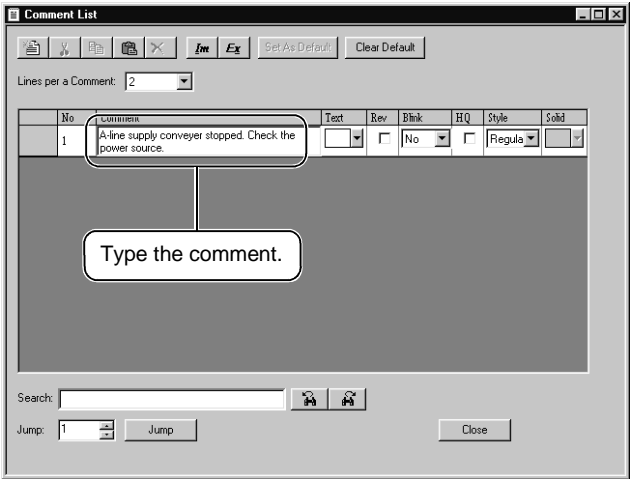 Comment List
Im Ex Set As Default Clear Default
Lines per a Comment: 2
No Comment Text Rev Blink HQ Style Solid
1 A-line supply conveyer stopped. Check the No Regula
power source.
Type the comment.
Search:
Jump: 1 Jump Close